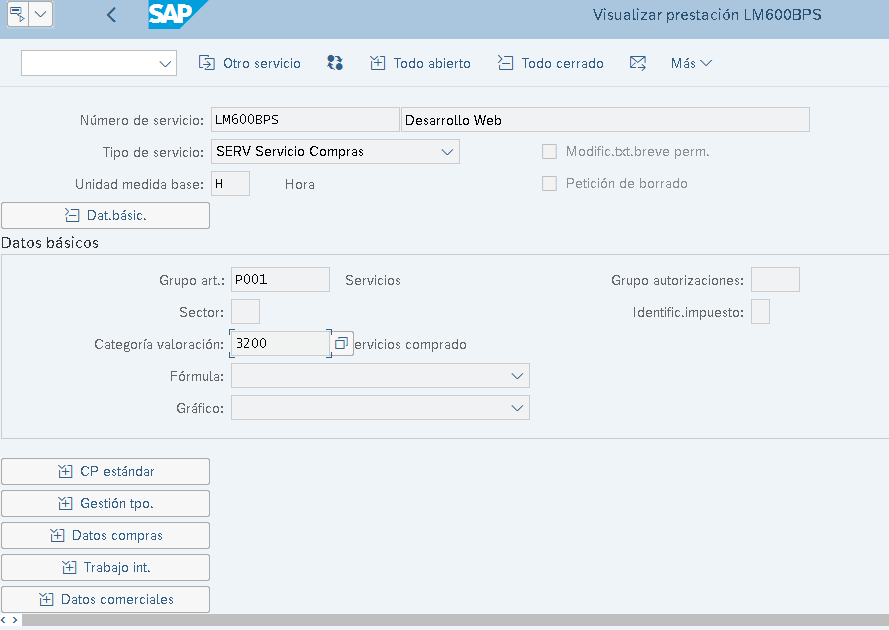 SAP
Visualizar prestación LM600BPS
Otro servicio Todo abierto Todo cerrado Más
Número de servicio: LM600BPS Desarrollo Web
Tipo de servicio: SERV Servicio Compras Modific.txt.breve perm.
Unidad medida base: H Hora Petición de borrado
Dat.básic.
Datos básicos
Grupo art.: P001 Servicios Grupo autorizaciones:
Sector: Identific.impuesto:
Categoría valoración: 3200 ervicios comprado
Fórmula:
Gráfico:
CP estándar
Gestión tpo.
Datos compras
Trabajo int.
Datos comerciales